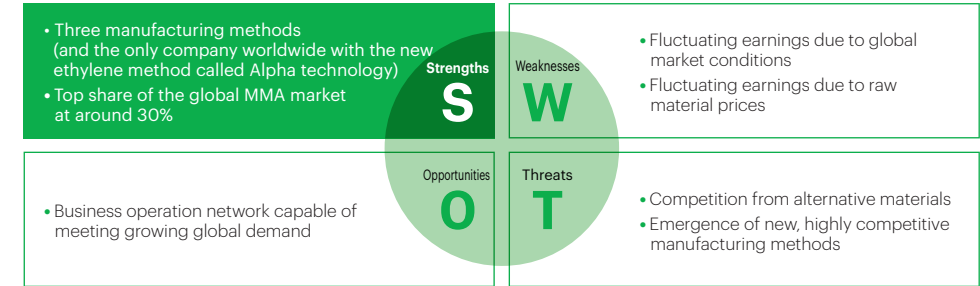 • Three manufacturing methods
(and the only company worldwide with the new
ethylene method called Alpha technology)
• Top share of the global MMA market
at around 30%
Strengths
S
Weaknesses
W
• Fluctuating earnings due to global
market conditions
• Fluctuating earnings due to raw
material prices
• Business operation network capable of
meeting growing global demand
Opportunities
O
Threats
T
• Competition from alternative materials
• Emergence of new, highly competitive
manufacturing methods